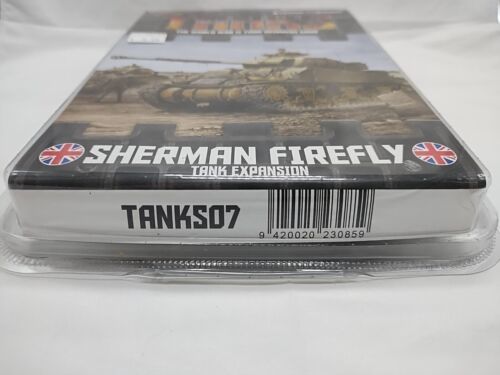 SHERMAN FIREFLY
TANK EXPANSION
TANKS07
9 420020 230859